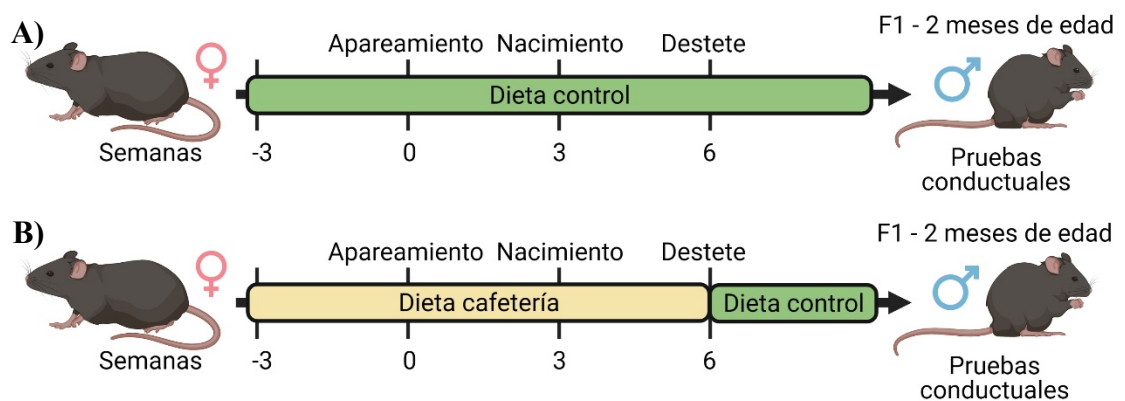 A)
F1 - 2 meses de edad
Apareamiento Nacimiento Destete
Dieta control
Semanas -3 0 3 6
Pruebas
conductuales
B)
F1 - 2 meses de edad
Apareamiento Nacimiento Destete
Dieta cafetería Dieta control
Semanas -3 0 3 6
Pruebas
conductuales